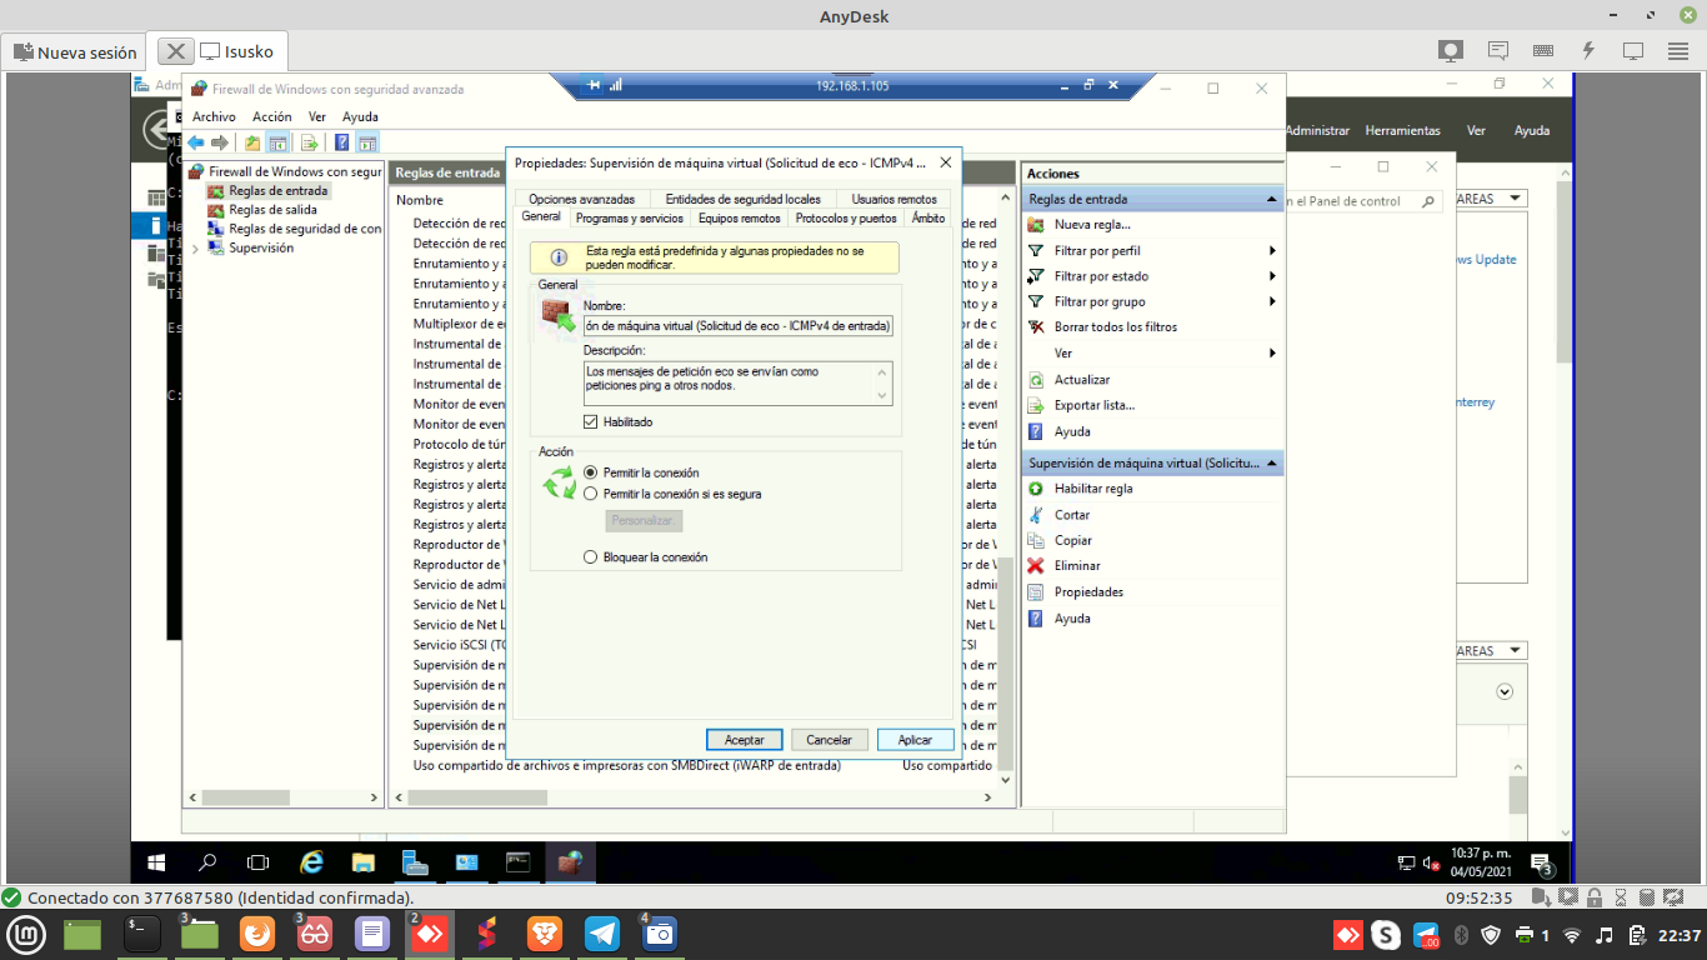 AnyDesk
Nueva sesión
Isusko
Firewall de Windows con seguridad avanzada
192.168.1.105
Archivo Acción Ver Ayuda
Administrar Herramientas Ver Ayuda
Firewall de Windows con segur
Reglas de entrada
Reglas de salida
Reglas de seguridad de con
Supervisión
Reglas de entrada
Nombre
Detección de red
Detección de red
Enrutamiento y a
Enrutamiento y a
Enrutamiento y a
Multiplexor de e
Instrumental de
Instrumental de
Instrumental de
Monitor de even
Monitor de even
Protocolo de tún
Registros y alerta
Registros y alerta
Registros y alerta
Registros y alerta
Reproductor de
Reproductor de
Servicio de admi
Servicio de Net L
Servicio de Net L
Servicio iSCSI (TC
Supervisión de m
Supervisión de m
Supervisión de m
Supervisión de m
Supervisión de m
Uso compartido de archivos e impresoras con SMBDirect (iWARP de entrada)
Uso compartido
Propiedades: Supervisión de máquina virtual (Solicitud de eco - ICMPv4 ...
Opciones avanzadas Entidades de seguridad locales Usuarios remotos
General Programas y servicios Equipos remotos Protocolos y puertos Ámbito
Esta regla está predefinida y algunas propiedades no se
pueden modificar.
General
Nombre:
ón de máquina virtual (Solicitud de eco - ICMPv4 de entrada)
Descripción:
Los mensajes de petición eco se envían como
peticiones ping a otros nodos.
Habilitado
Acción
Permitir la conexión
Permitir la conexión si es segura
Personalizar.
Bloquear la conexión
Aceptar Cancelar Aplicar
Acciones
Reglas de entrada
Nueva regla...
Filtrar por perfil
Filtrar por estado
Filtrar por grupo
Borrar todos los filtros
Ver
Actualizar
Exportar lista...
Ayuda
Supervisión de máquina virtual (Solicitu...
Habilitar regla
Cortar
Copiar
Eliminar
Propiedades
Ayuda
n el Panel de control
TAREAS
ws Update
nterrey
10:37 p. m.
04/05/2021
3
Conectado con 377687580 (Identidad confirmada).
09:52:35
3 3 2 4
1
22:37